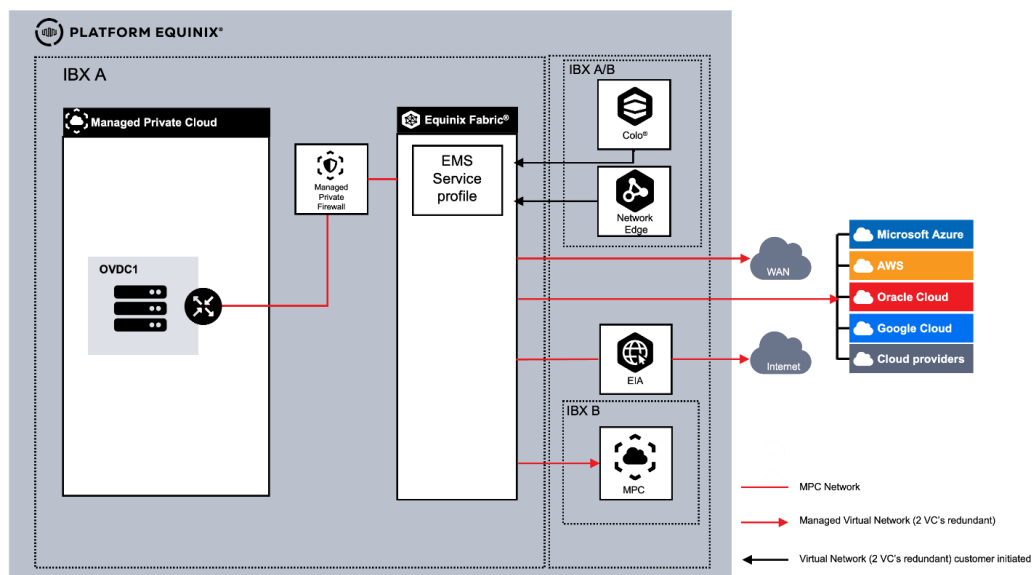 PLATFORM EQUINIX®
IBX A
Managed Private Cloud
OVDC1
Managed
Private
Firewall
Equinix Fabric®
EMS
Service
profile
IBX A/B
Colo®
Network
Edge
WAN
Microsoft Azure
AWS
Oracle Cloud
Google Cloud
Cloud providers
EIA
Internet
IBX B
MPC
MPC Network
Managed Virtual Network (2 VC's redundant)
Virtual Network (2 VC's redundant) customer initiated